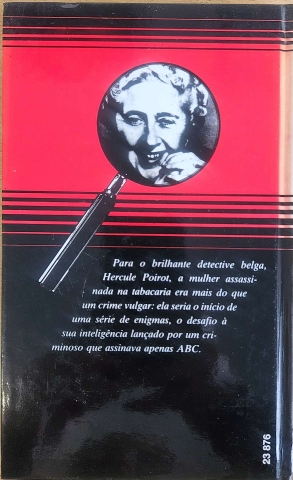 Para o brilhante detective belga,
Hercule Poirot, a mulher assassi-
nada na tabacaria era mais do que
um crime vulgar: ela seria o início de
uma série de enigmas, o desafio à
sua inteligência lançado por um cri-
minoso que assinava apenas ABC.
23 876